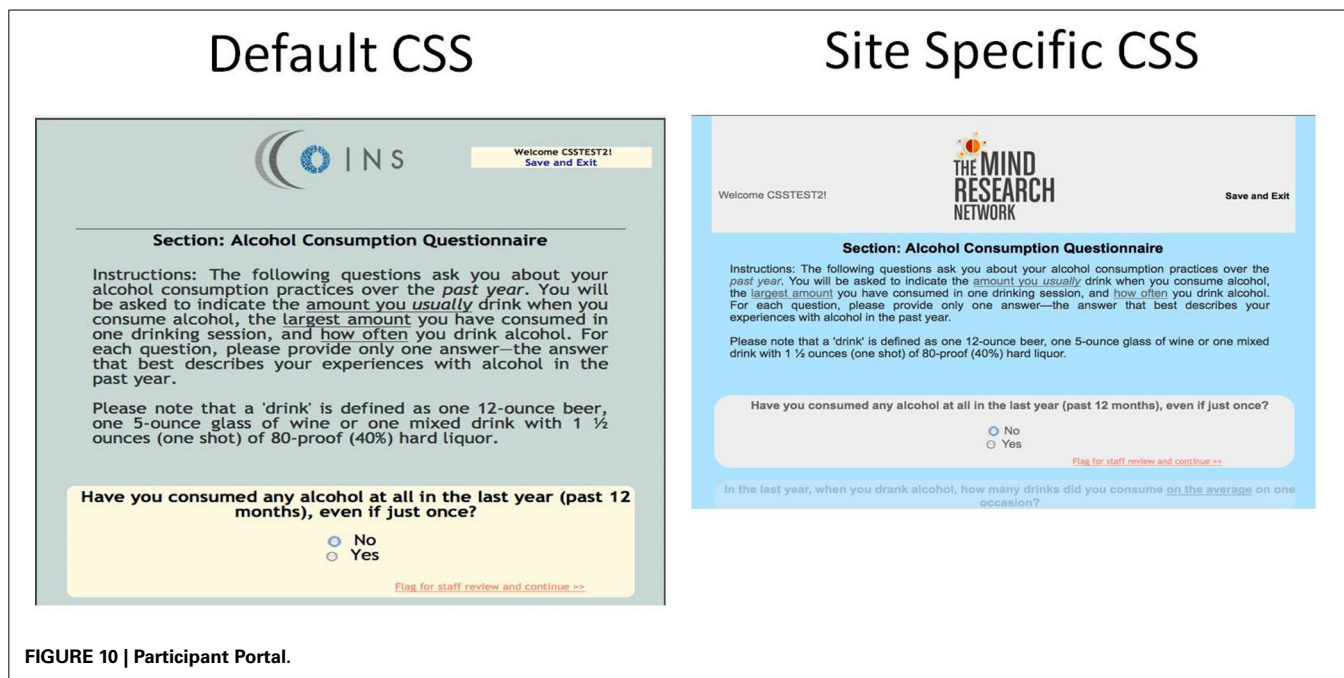 Default CSS
COINS
Welcome CSSTEST2!
Save and Exit
Section: Alcohol Consumption Questionnaire
Instructions: The following questions ask you about your
alcohol consumption practices over the past year. You will
be asked to indicate the amount you usually drink when you
consume alcohol, the largest amount you have consumed in
one drinking session, and how often you drink alcohol. For
each question, please provide only one answer—the answer
that best describes your experiences with alcohol in the
past year.
Please note that a 'drink' is defined as one 12-ounce beer,
one 5-ounce glass of wine or one mixed drink with 1 ½
ounces (one shot) of 80-proof (40%) hard liquor.
Have you consumed any alcohol at all in the last year (past 12
months), even if just once?
No
Yes
Flag for staff review and continue >>
Site Specific CSS
Welcome CSSTEST2!
THE MIND
RESEARCH
NETWORK
Save and Exit
Section: Alcohol Consumption Questionnaire
Instructions: The following questions ask you about your alcohol consumption practices over the
past year. You will be asked to indicate the amount you usually drink when you consume alcohol,
the largest amount you have consumed in one drinking session, and how often you drink alcohol.
For each question, please provide only one answer—the answer that best describes your
experiences with alcohol in the past year.
Please note that a 'drink' is defined as one 12-ounce beer, one 5-ounce glass of wine or one mixed
drink with 1 ½ ounces (one shot) of 80-proof (40%) hard liquor.
Have you consumed any alcohol at all in the last year (past 12 months), even if just once?
No
Yes
Flag for staff review and continue >>
In the last year, when you drank alcohol, how many drinks did you consume on the average on one
occasion?
FIGURE 10 | Participant Portal.